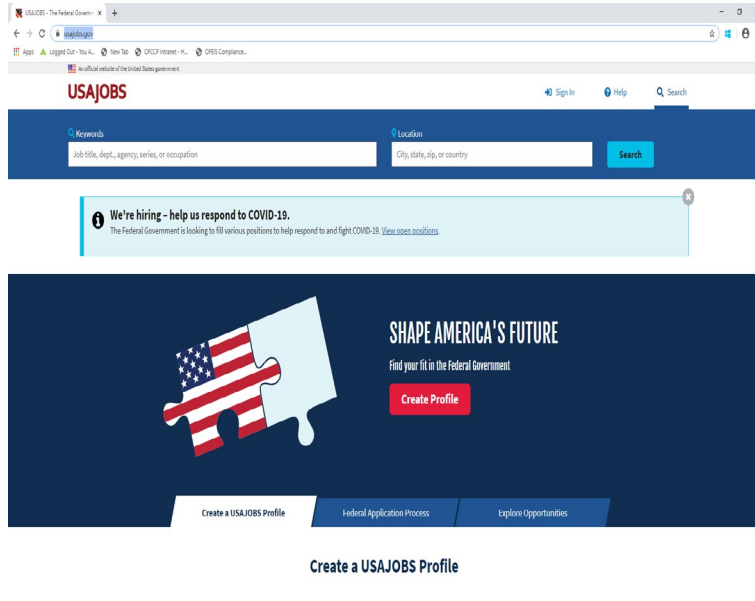 USAJOBS - The Federal Governm
usajobs.gov
Apps Logged Out - You A... New Tab OFCCP Intranet - H... OFEIS Compliance...
An official website of the United States government
USAJOBS Sign In Help Search
Keywords Location
Job title, dept., agency, series, or occupation City, state, zip, or country Search
We're hiring – help us respond to COVID-19.
The Federal Government is looking to fill various positions to help respond to and fight COVID-19. View open positions.
SHAPE AMERICA'S FUTURE
Find your fit in the Federal Government
Create Profile
Create a USAJOBS Profile Federal Application Process Explore Opportunities
Create a USAJOBS Profile